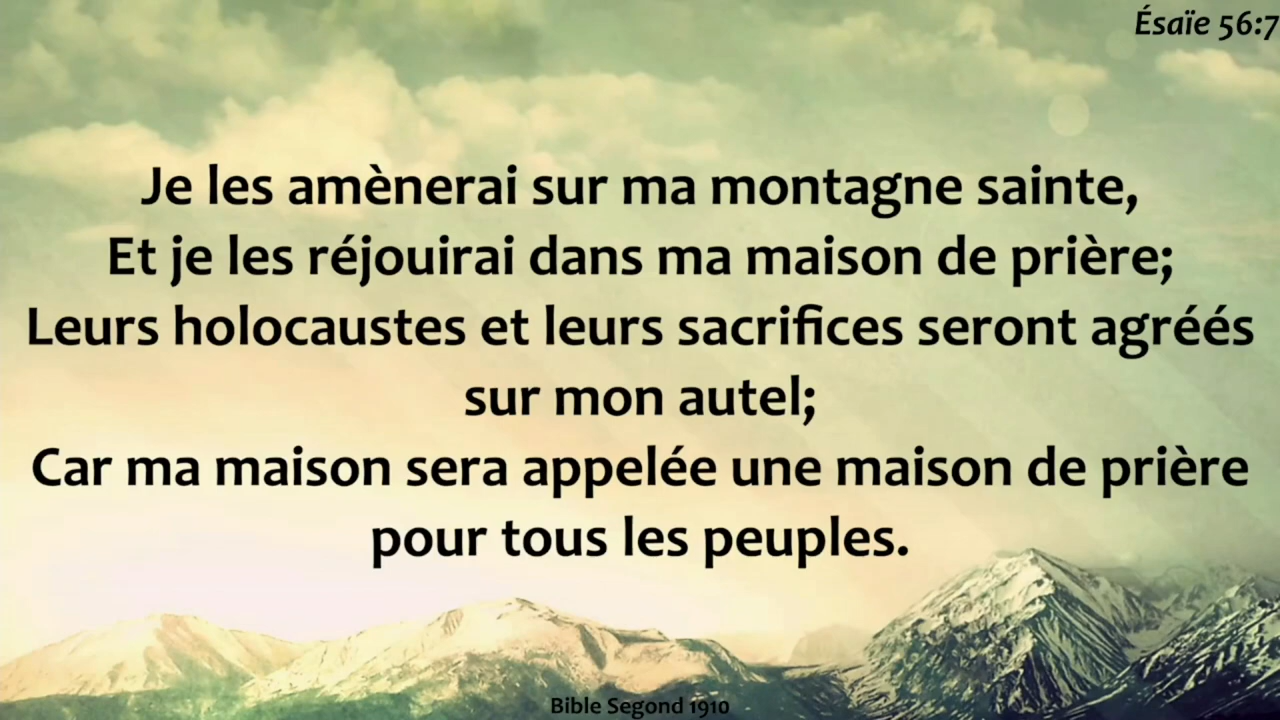 Ésaïe 56:7
Je les amènerai sur ma montagne sainte,
Et je les réjouirai dans ma maison de prière;
Leurs holocaustes et leurs sacrifices seront agréés
sur mon autel;
Car ma maison sera appelée une maison de prière
pour tous les peuples.
Bible Segond 1910